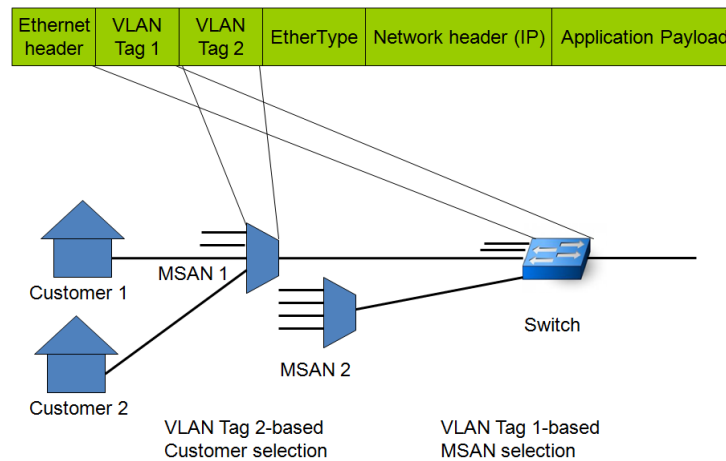 Ethernet header
VLAN Tag 1
VLAN Tag 2
EtherType
Network header (IP)
Application Payload
MSAN 1
Customer 1
MSAN 2
Switch
Customer 2
VLAN Tag 2-based
Customer selection
VLAN Tag 1-based
MSAN selection